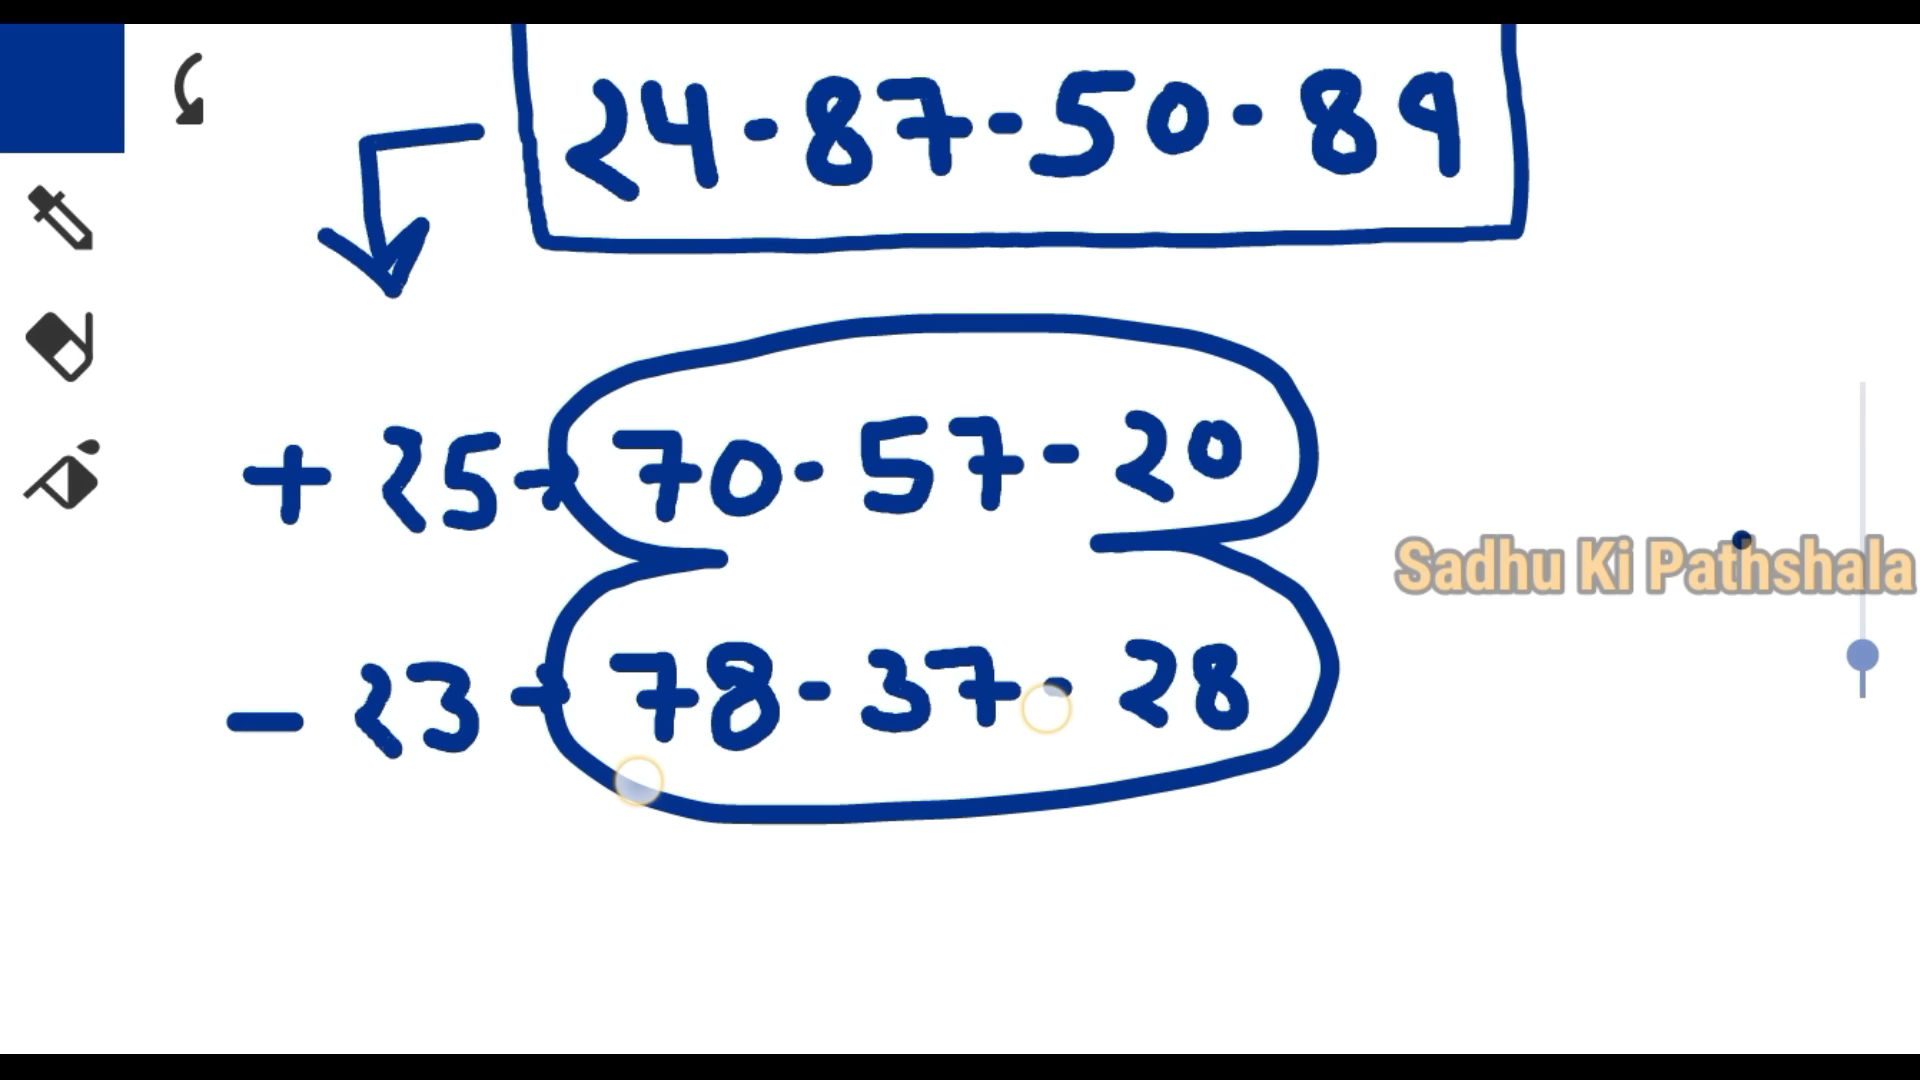 24-87-50-89
+ 25 + 70-57-20
Sadhu Ki Pathshala
- 23 + 78-37-28